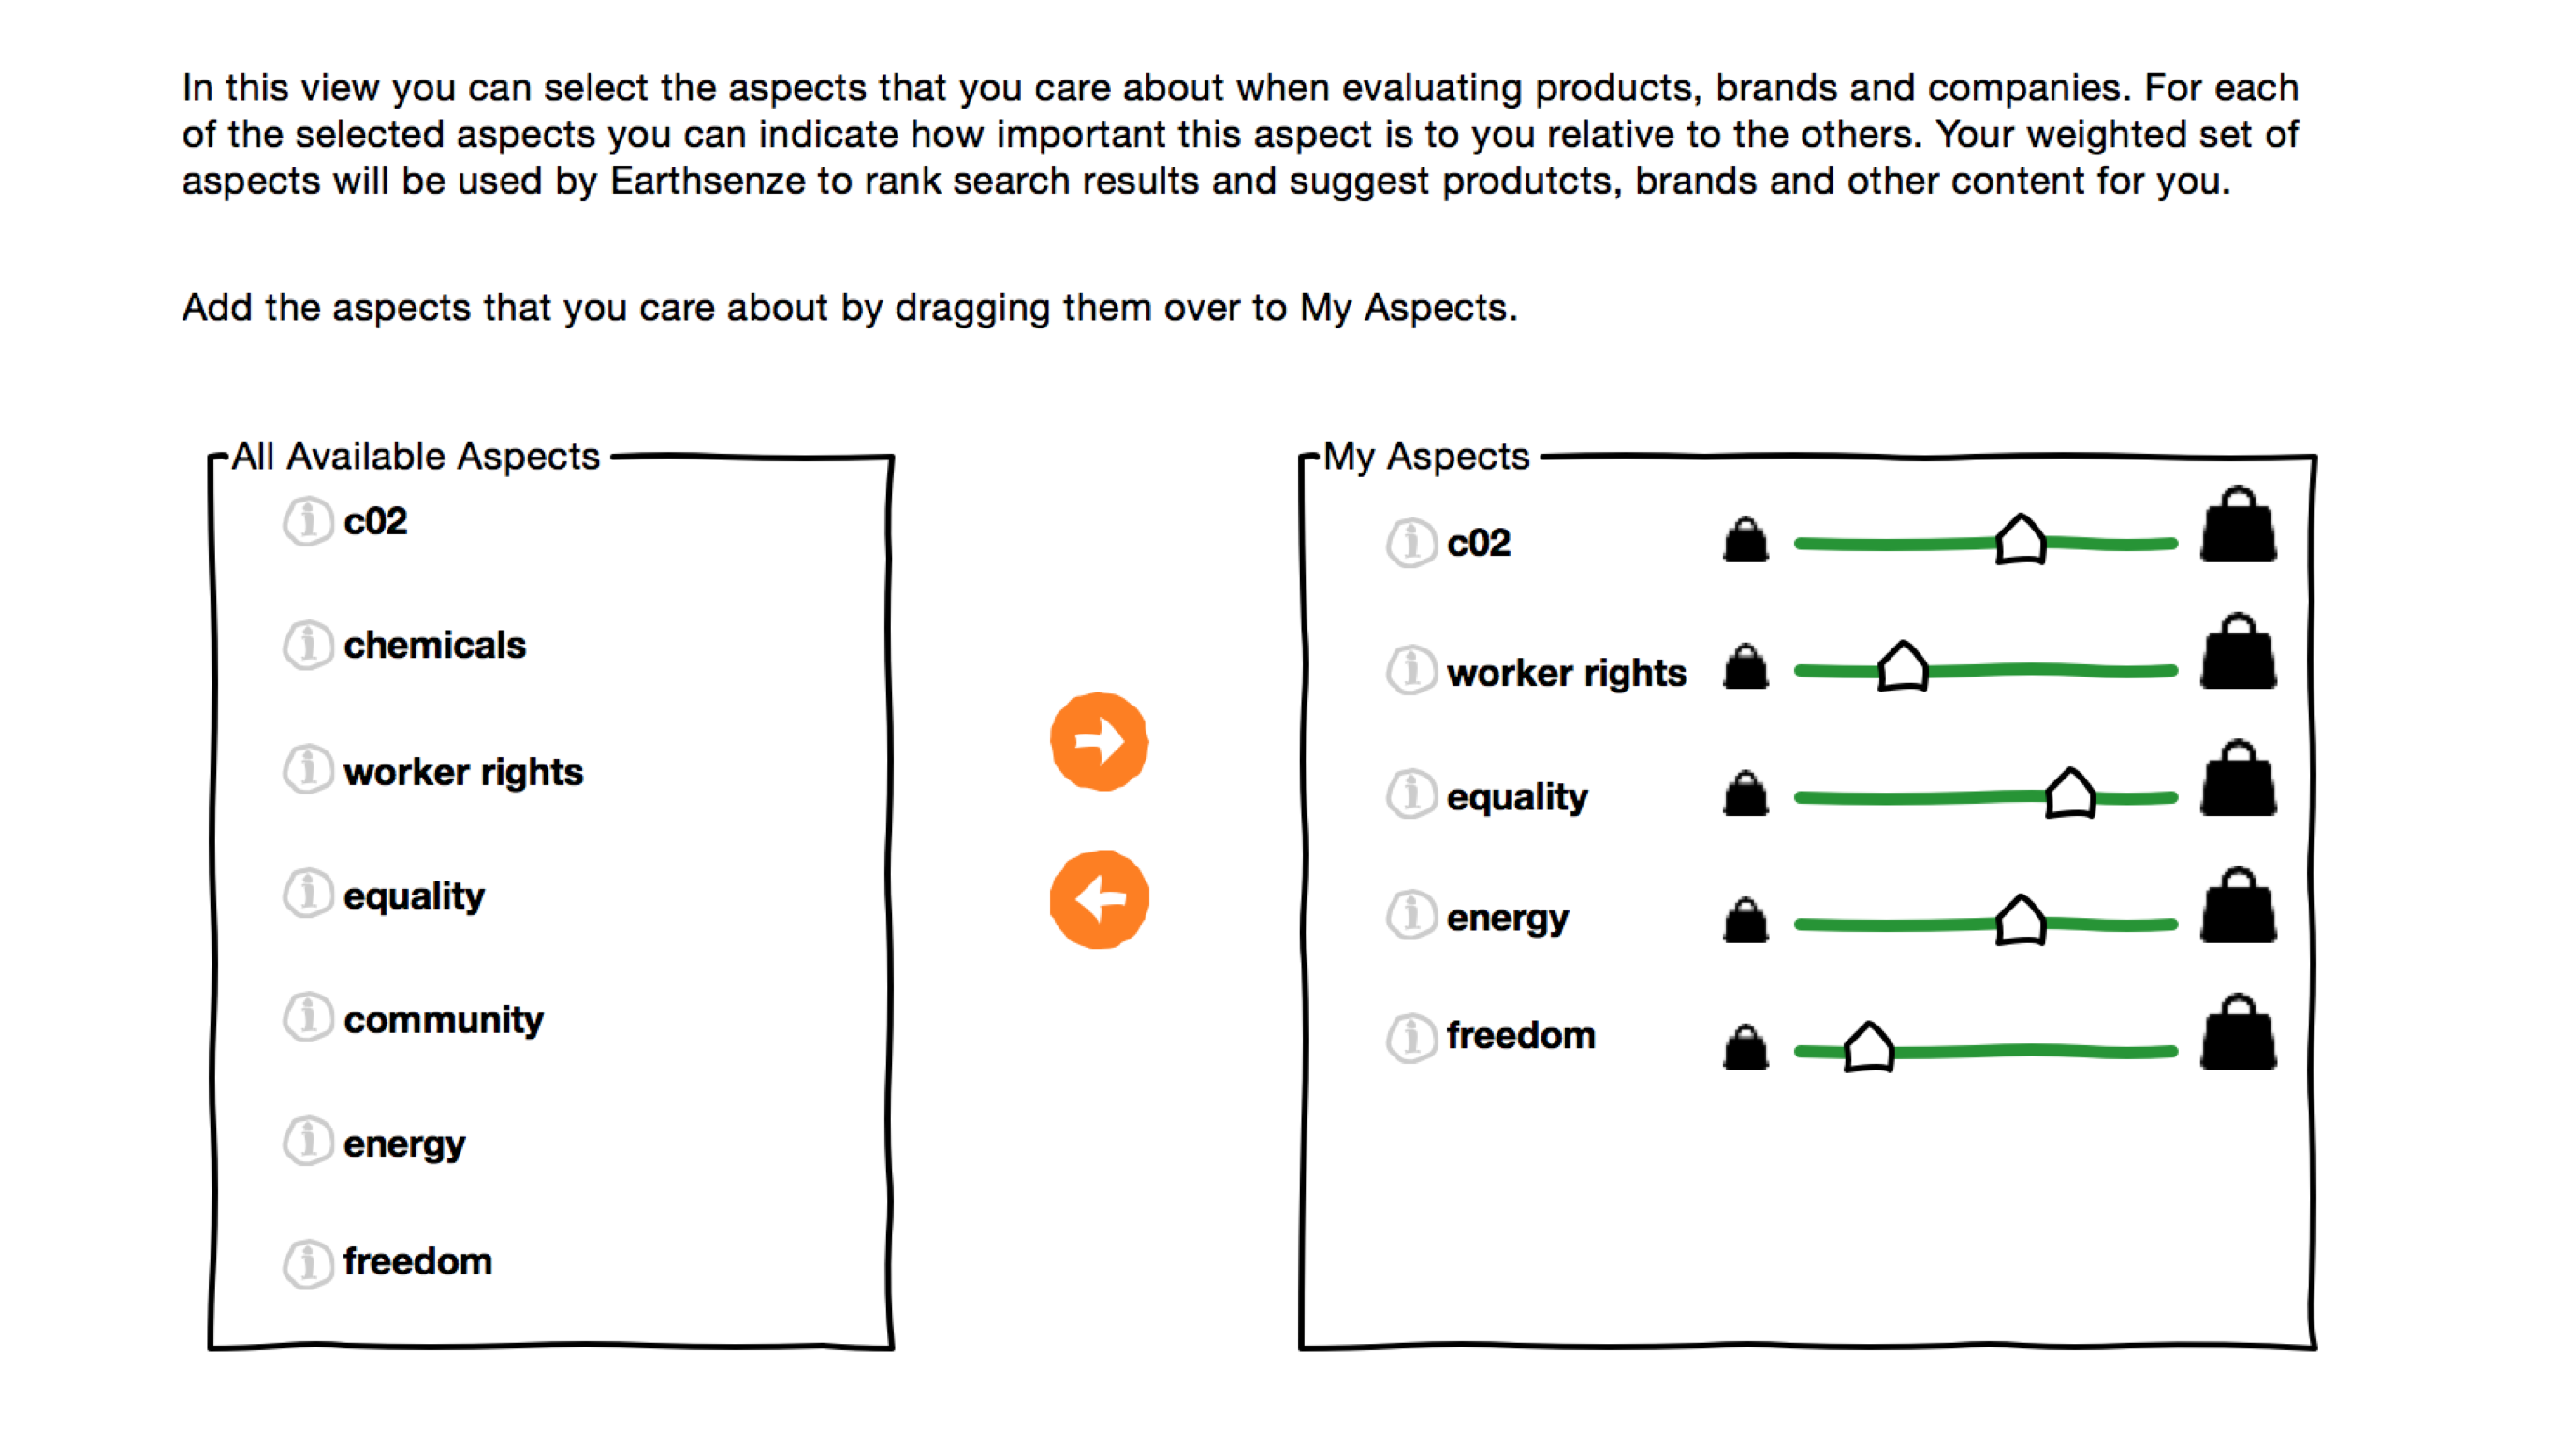 In this view you can select the aspects that you care about when evaluating products, brands and companies. For each
of the selected aspects you can indicate how important this aspect is to you relative to the others. Your weighted set of
aspects will be used by Earthsenze to rank search results and suggest produtcts, brands and other content for you.
Add the aspects that you care about by dragging them over to My Aspects.
All Available Aspects
c02
chemicals
worker rights
equality
community
energy
freedom
My Aspects
c02
worker rights
equality
energy
freedom